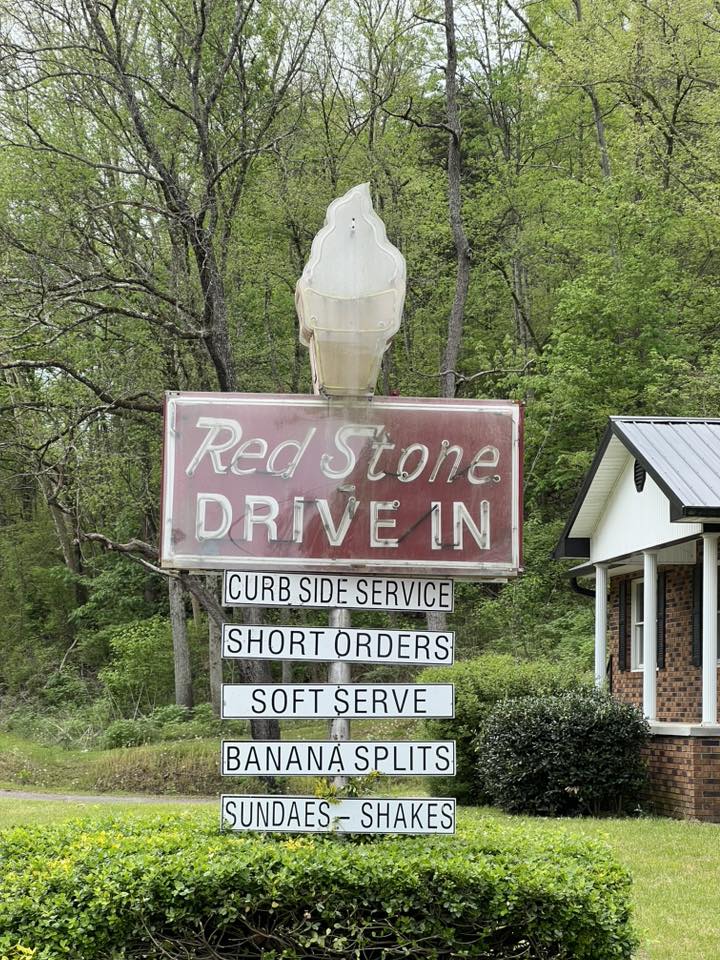 Red Stone
DRIVE IN
CURB SIDE SERVICE
SHORT ORDERS
SOFT SERVE
BANANA SPLITS
SUNDAES - SHAKES